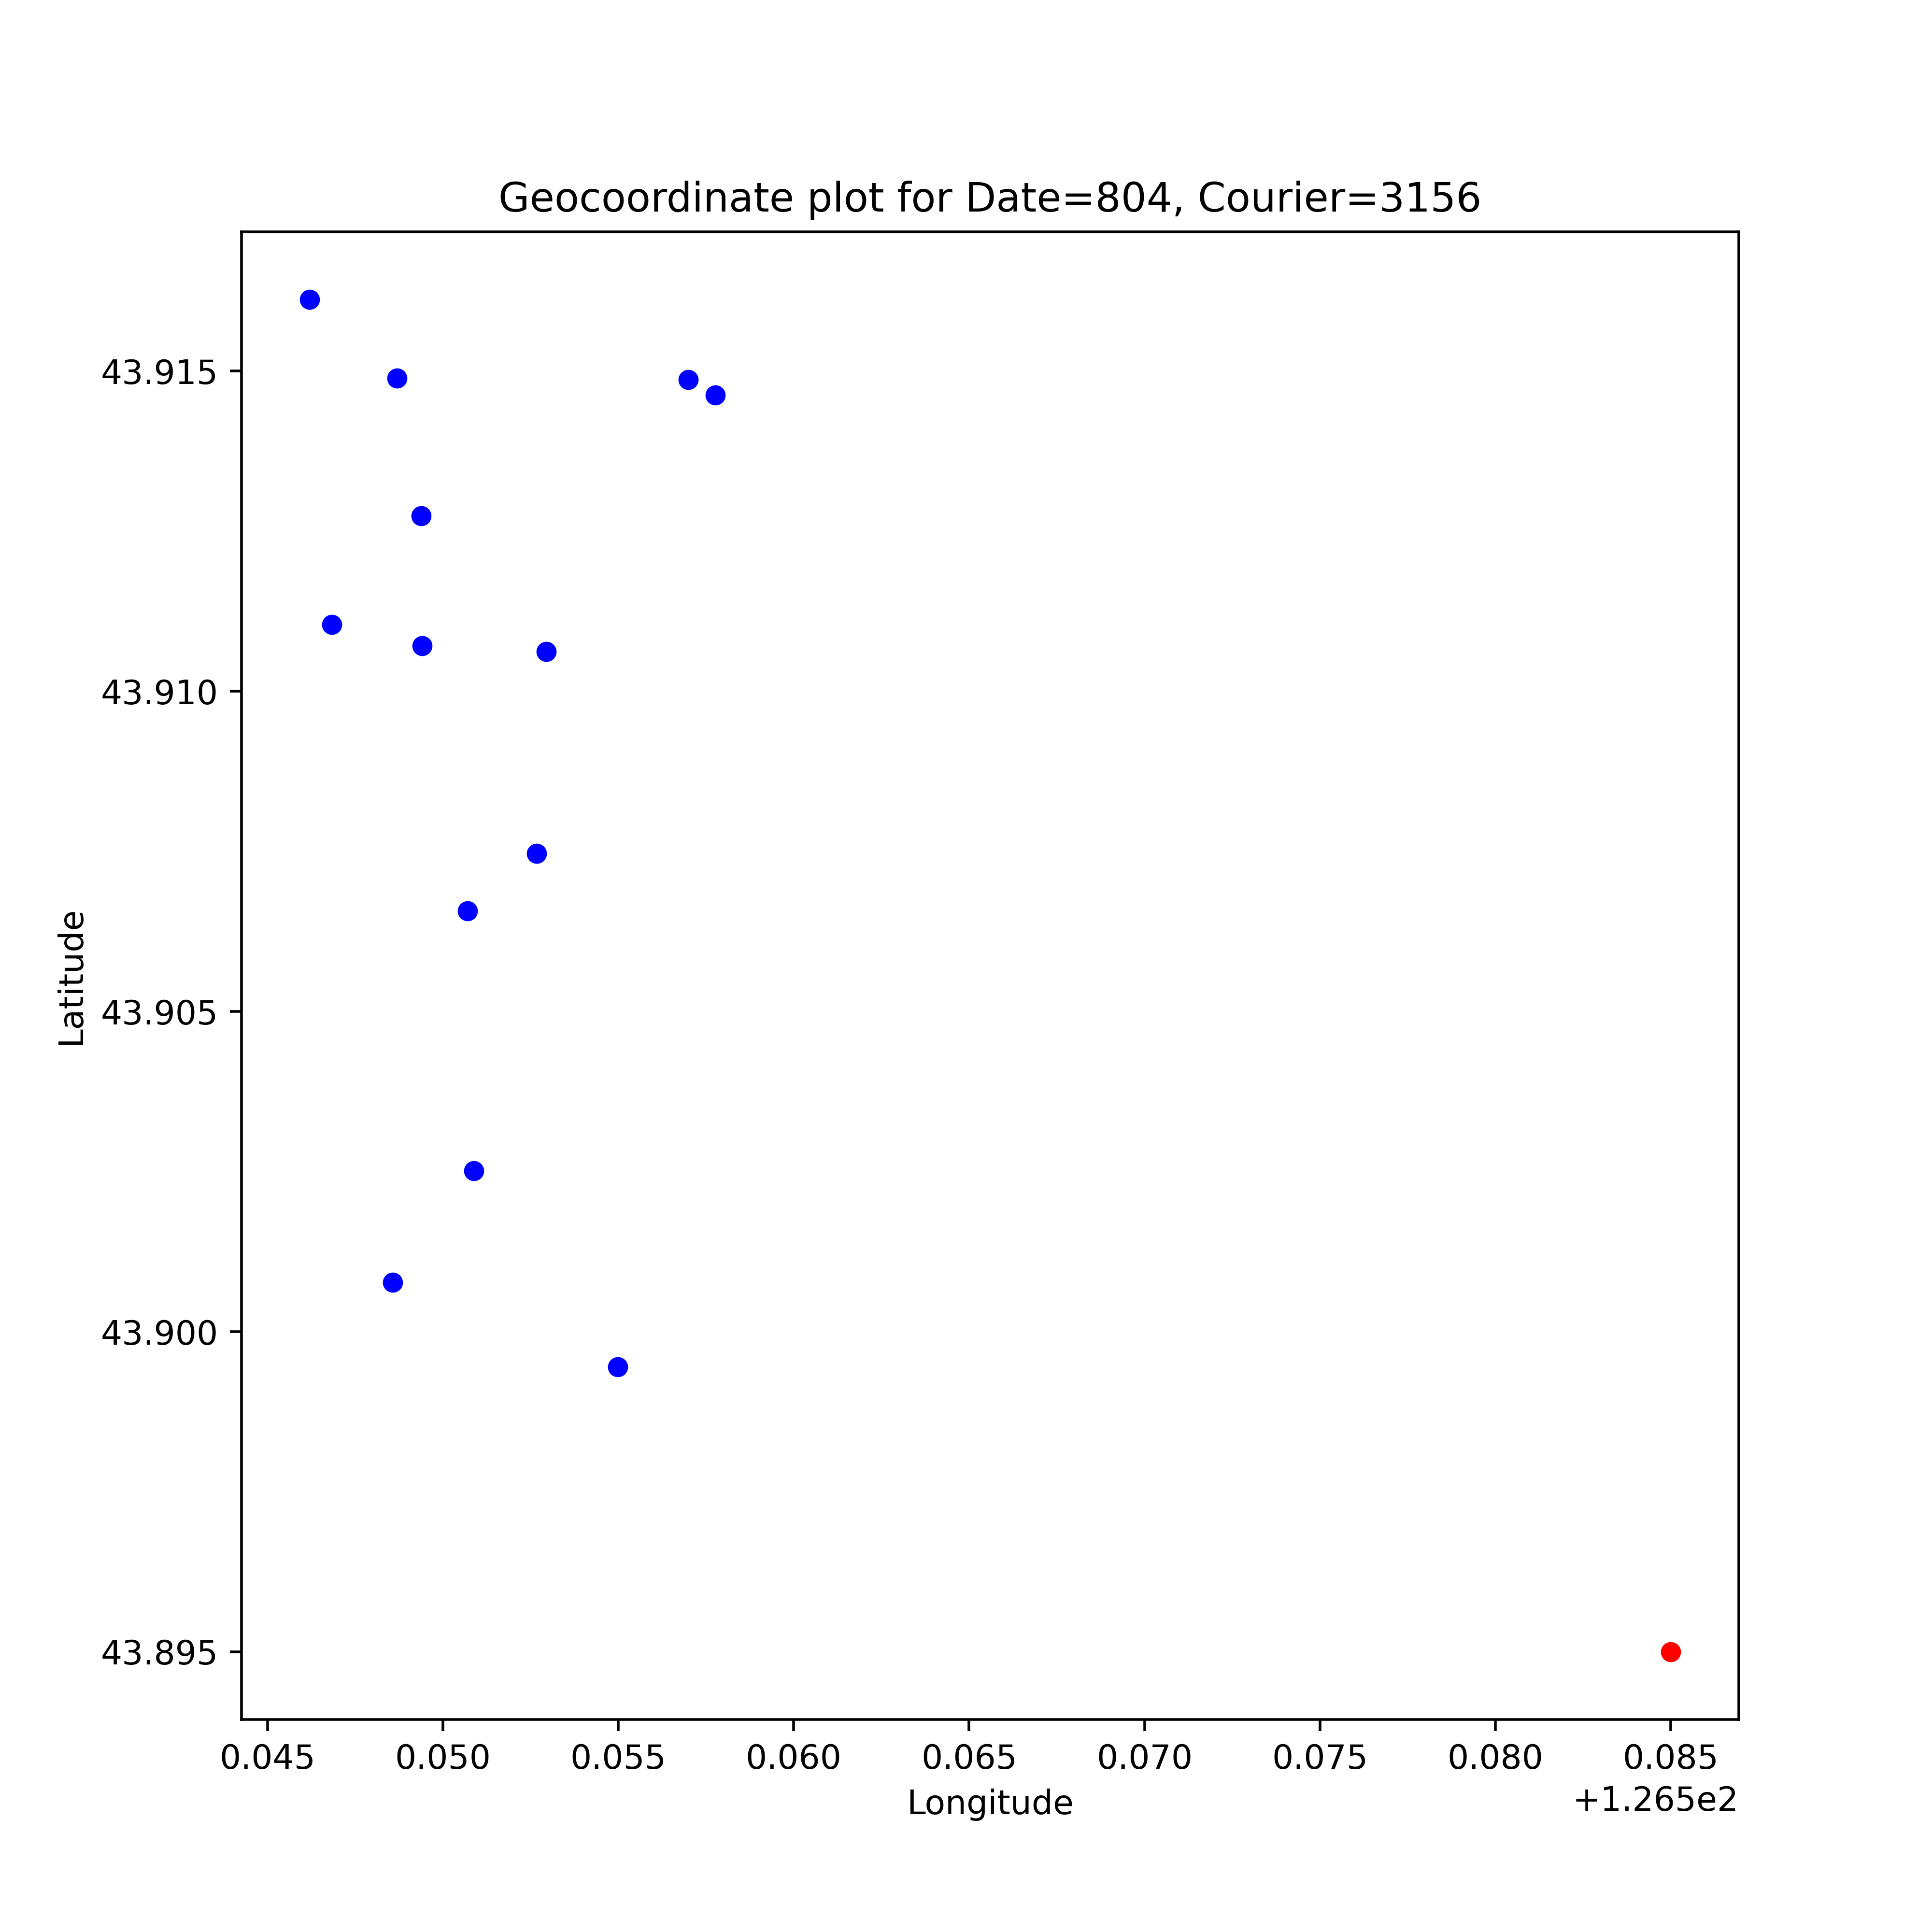 Geocoordinate plot for Date=804, Courier=3156
43.915
43.910
43.905
43.900
43.895
Latitude
0.045 0.050 0.055 0.060 0.065 0.070 0.075 0.080 0.085
+1.265e2
Longitude